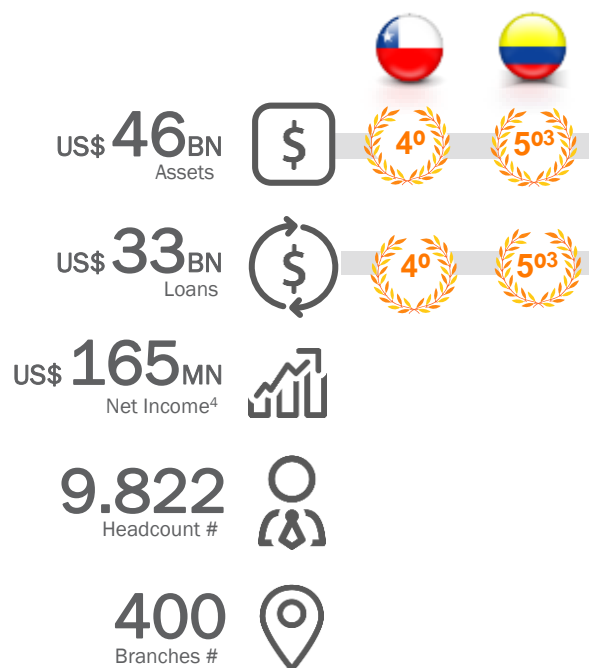 US$ 46BN $ 4º 5º³
Assets
US$ 33BN $ 4º 5º³
Loans
US$ 165MN
Net Income⁴
9.822
Headcount #
400
Branches #